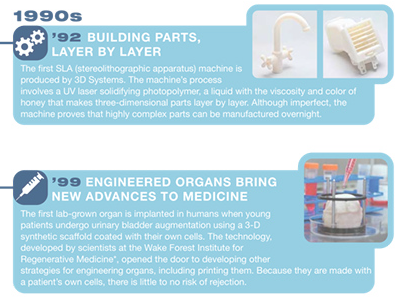 1990s
'92 BUILDING PARTS,
LAYER BY LAYER
The first SLA (stereolithographic apparatus) machine is
produced by 3D Systems. The machine's process
involves a UV laser solidifying photopolymer, a liquid with the viscosity and color of
honey that makes three-dimensional parts layer by layer. Although imperfect, the
machine proves that highly complex parts can be manufactured overnight.
'99 ENGINEERED ORGANS BRING
NEW ADVANCES TO MEDICINE
The first lab-grown organ is implanted in humans when young
patients undergo urinary bladder augmentation using a 3-D
synthetic scaffold coated with their own cells. The technology,
developed by scientists at the Wake Forest Institute for
Regenerative Medicine*, opened the door to developing other
strategies for engineering organs, including printing them. Because they are made with
a patient's own cells, there is little to no risk of rejection.